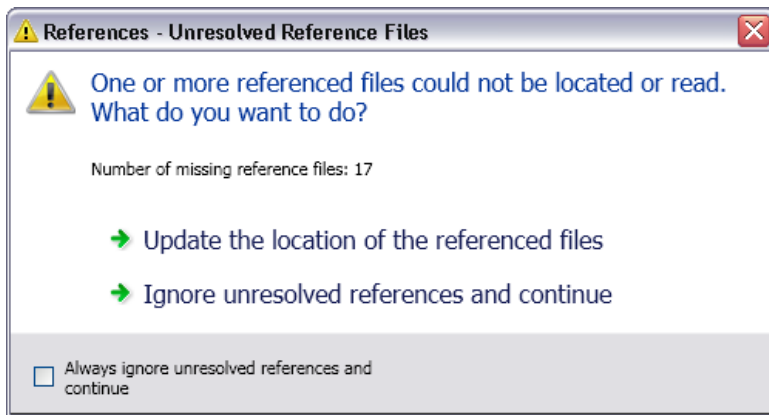 References - Unresolved Reference Files
One or more referenced files could not be located or read.
What do you want to do?
Number of missing reference files: 17
Update the location of the referenced files
Ignore unresolved references and continue
Always ignore unresolved references and
continue